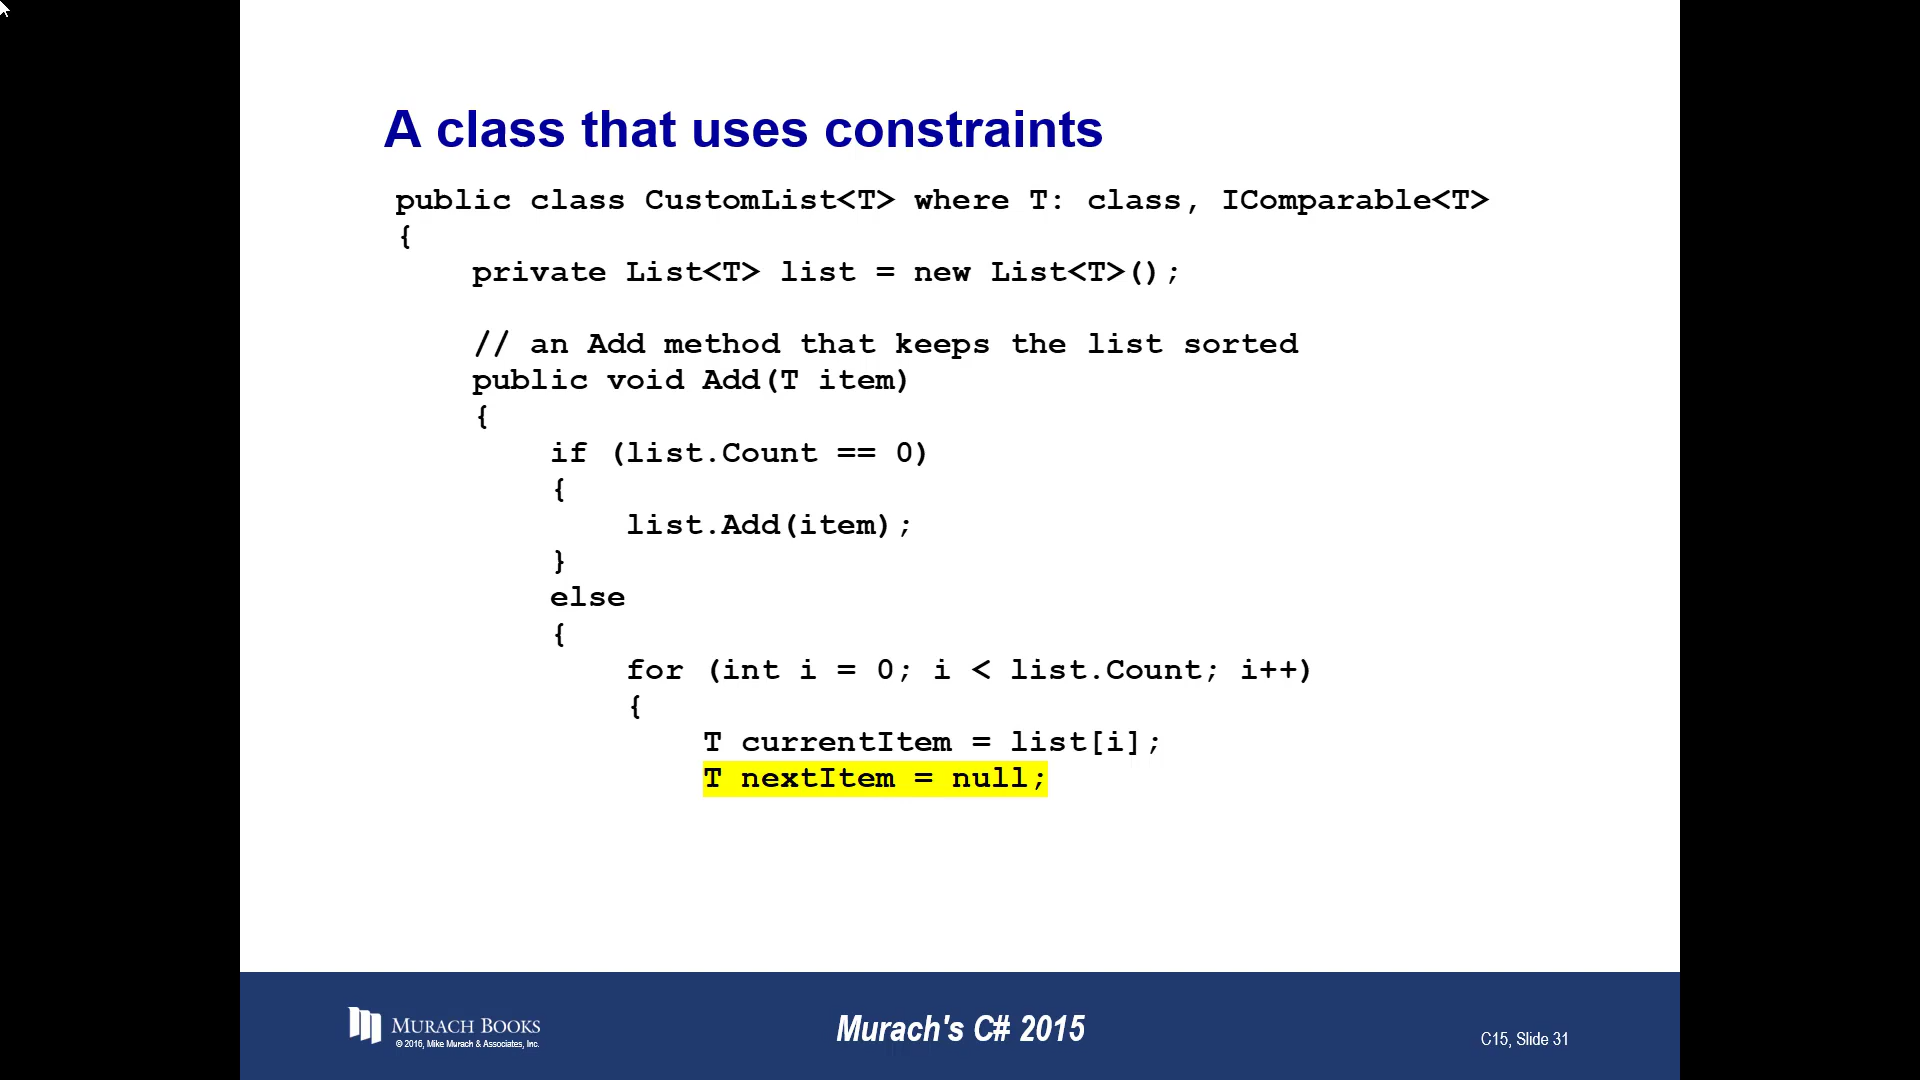 A class that uses constraints
public class CustomList<T> where T: class, IComparable<T>
{
    private List<T> list = new List<T>();

    // an Add method that keeps the list sorted
    public void Add(T item)
    {
        if (list.Count == 0)
        {
            list.Add(item);
        }
        else
        {
            for (int i = 0; i < list.Count; i++)
            {
                T currentItem = list[i];
                T nextItem = null;
MURACH BOOKS
© 2016, Mike Murach & Associates, Inc.
Murach's C# 2015
C15, Slide 31